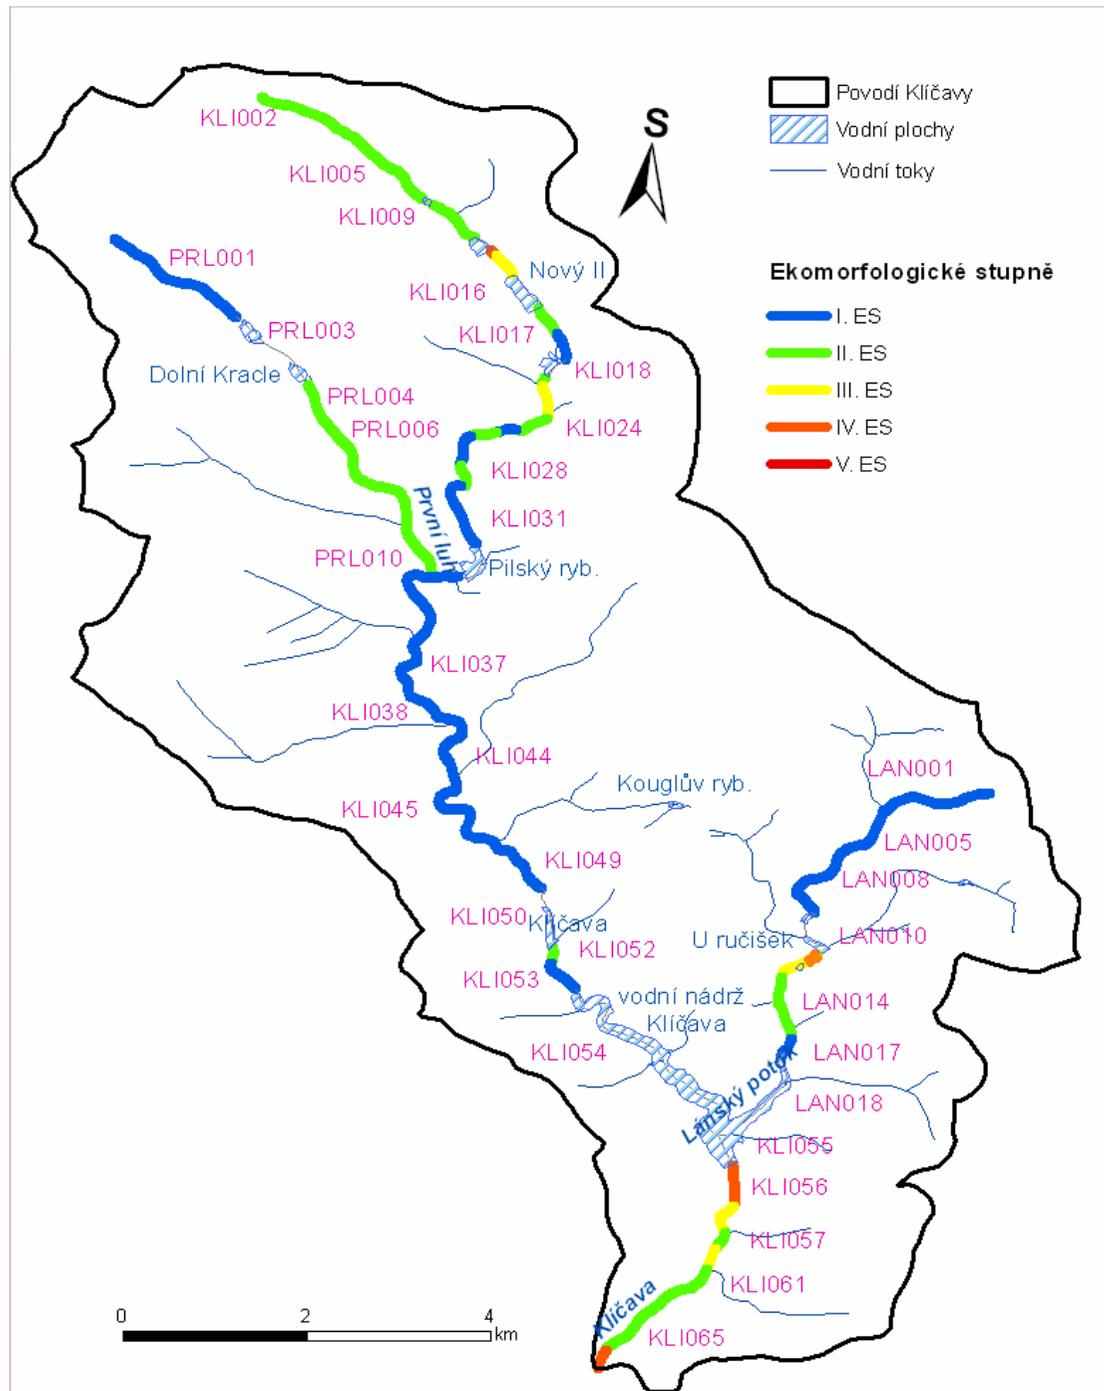 KLI002
KLI005
KLI009
S
Povodí Klíčavy
Vodní plochy
Vodní toky
PRL001
Nový II
KLI016
Ekomorfologické stupně
I. ES
II. ES
III. ES
IV. ES
V. ES
PRL003
KLI017
KLI018
Dolní Kracle
PRL004
PRL006
KLI024
KLI028
První luh
KLI031
PRL010
Pilský ryb.
KLI037
KLI038
KLI044
KLI045
Kouglův ryb.
LAN001
LAN005
KLI049
LAN008
KLI050
Klíčava
U ručišek
LAN010
KLI052
KLI053
vodní nádrž
Klíčava
LAN014
KLI054
LAN017
Lánský potok
LAN018
KLI055
KLI056
KLI057
KLI061
Klíčava
KLI065
0 2 4
km